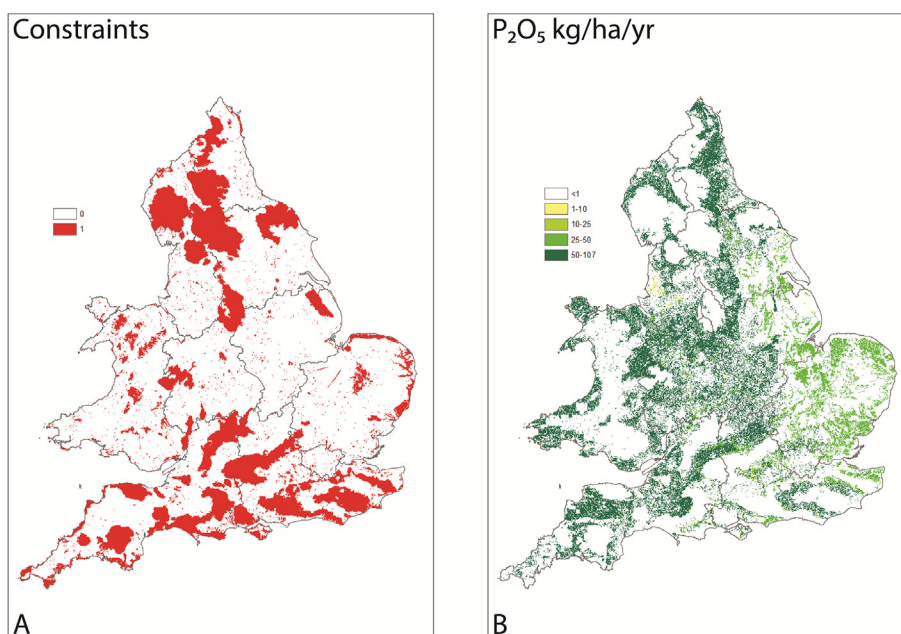 Constraints
0
1
A
P₂O₅ kg/ha/yr
<1
1-10
10-25
25-50
50-107
B